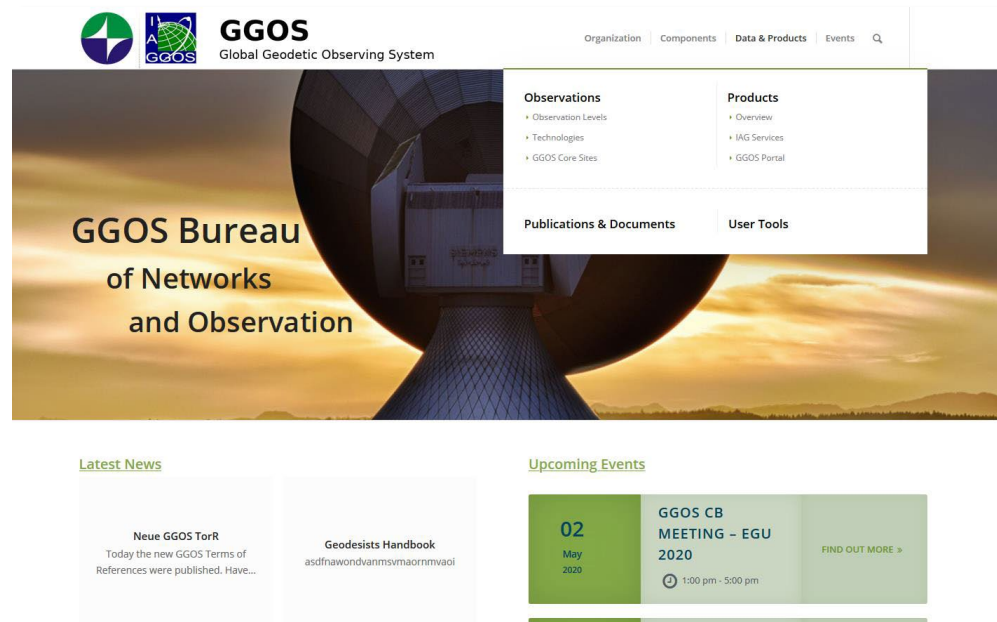 IAG
GGOS
GGOS
Global Geodetic Observing System
Organization
Components
Data & Products
Events
Observations
Observation Levels
Technologies
GGOS Core Sites
Products
Overview
IAG Services
GGOS Portal
Publications & Documents
User Tools
GGOS Bureau
of Networks
and Observation
Latest News
Neue GGOS TorR
Today the new GGOS Terms of
References were published. Have...
Geodesists Handbook
asdfnawondvanmsvmaornmvaoi
Upcoming Events
02
May
2020
GGOS CB
MEETING – EGU
2020
1:00 pm - 5:00 pm
FIND OUT MORE »